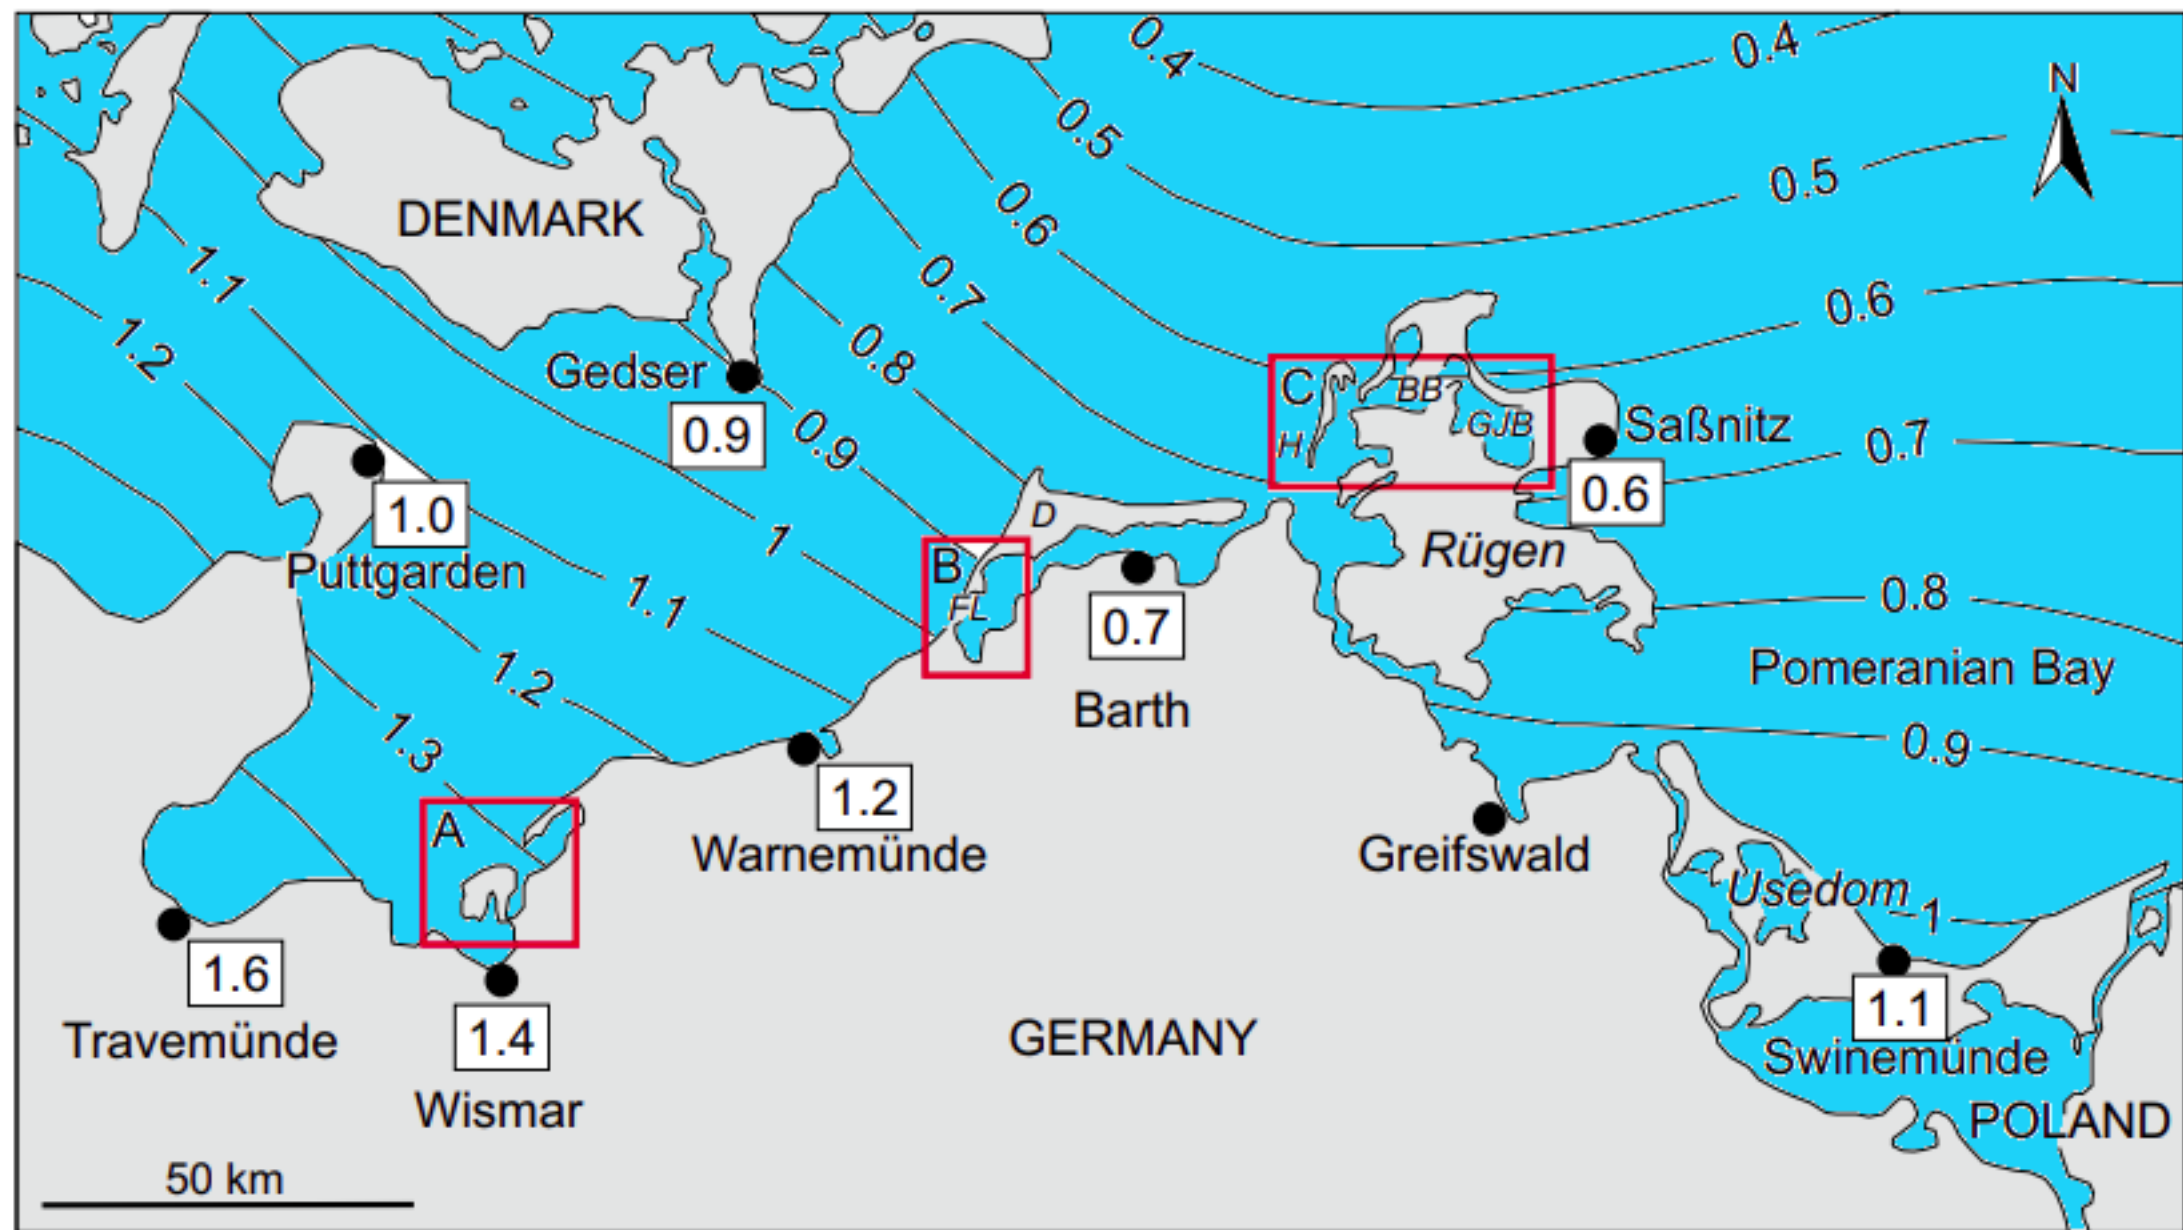 0.4
0.4
N
0.5
0.5
0.6
DENMARK
1.1
0.7
0.6
1.2
0.8
Gedser
0.9
0.9
C
BB
H
GJB
Saßnitz
0.6
0.7
1.0
Puttgarden
1
D
B
FL
0.7
Barth
Rügen
1.1
0.8
1.2
Pomeranian Bay
1.3
0.9
A
1.2
Warnemünde
Greifswald
Usedom
1
1.6
Travemünde
1.4
Wismar
GERMANY
1.1
Swinemünde
POLAND
50 km